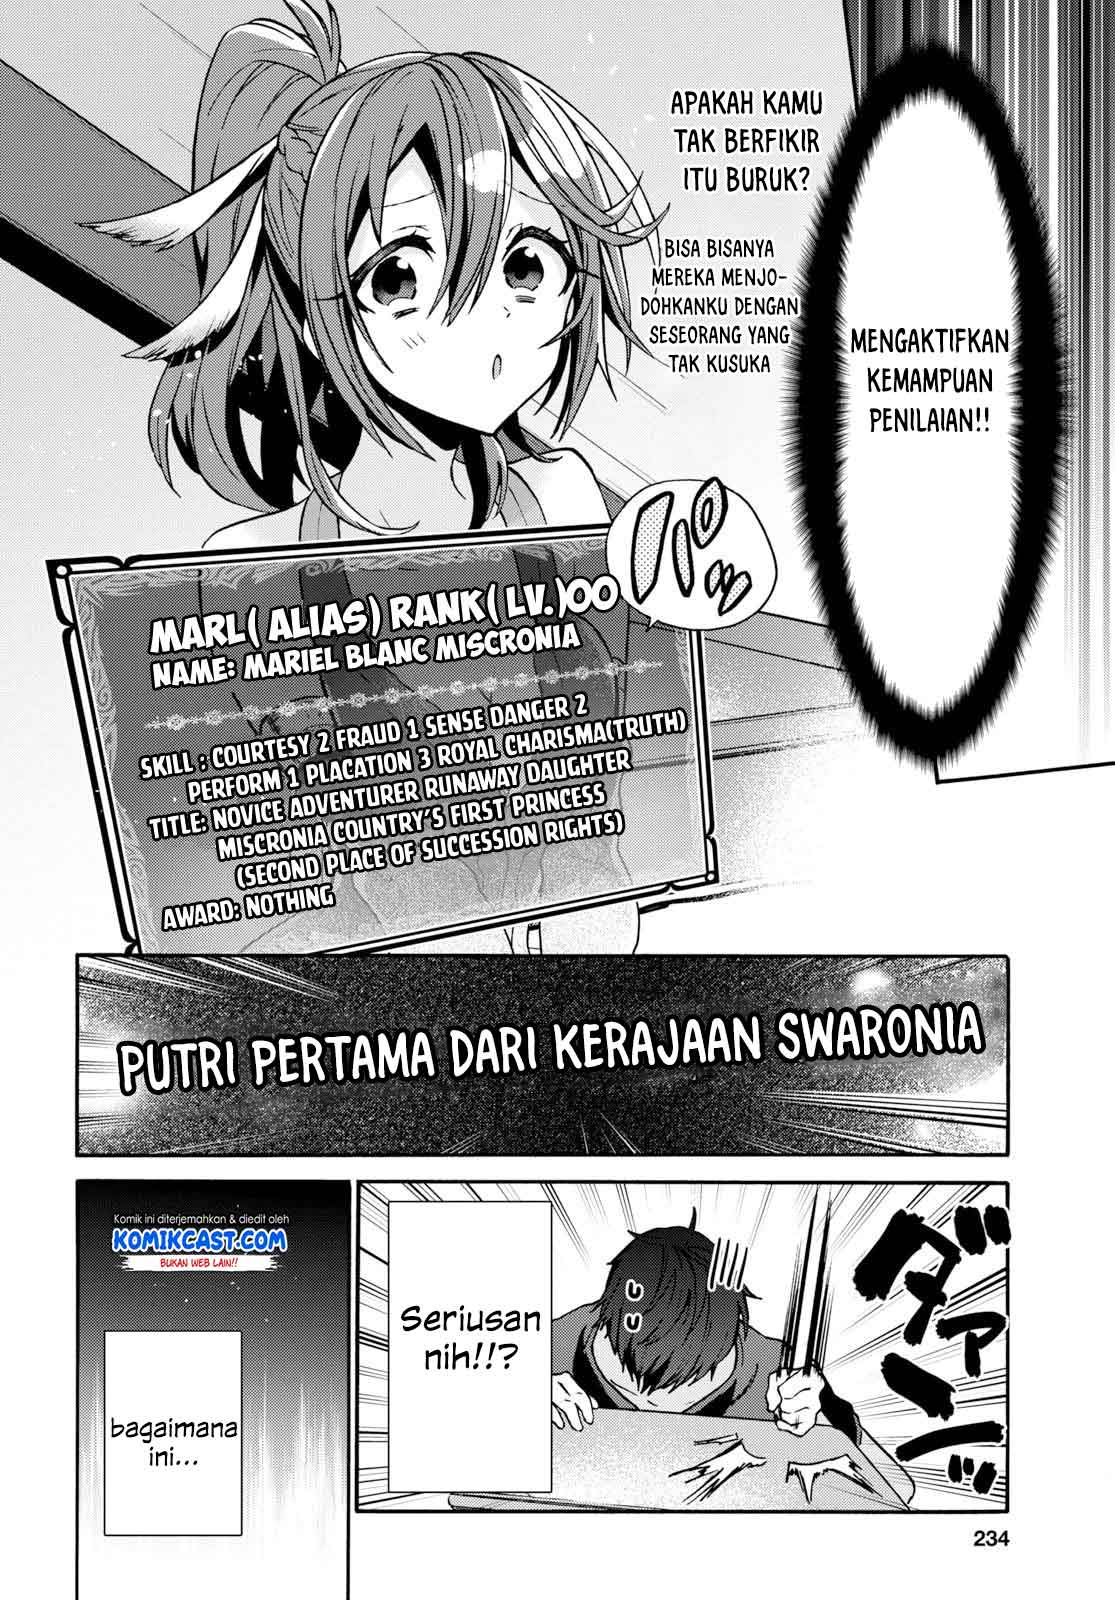 MENGAKTIFKAN
KEMAMPUAN
PENILAIAN!!
APAKAH KAMU
TAK BERFIKIR
ITU BURUK?
BISA BISANYA
MEREKA MENJO-
DOHKANKU DENGAN
SESEORANG YANG
TAK KUSUKA
パパッ
MARL( ALIAS) RANK( LV.)00
NAME: MARIEL BLANC MISCRONIA
SKILL : COURTESY 2 FRAUD 1 SENSE DANGER 2
PERFORM 1 PLACATION 3 ROYAL CHARISMA(TRUTH)
TITLE: NOVICE ADVENTURER RUNAWAY DAUGHTER
MISCRONIA COUNTRY'S FIRST PRINCESS
(SECOND PLACE OF SUCCESSION RIGHTS)
AWARD: NOTHING
PUTRI PERTAMA DARI KERAJAAN SWARONIA
ダァンッ
Seriusan
nih!!?
Komik ini diterjemahkan & diedit oleh
KOMIKCAST.COM
BUKAN WEB LAIN!!
bagaimana
ini...
234